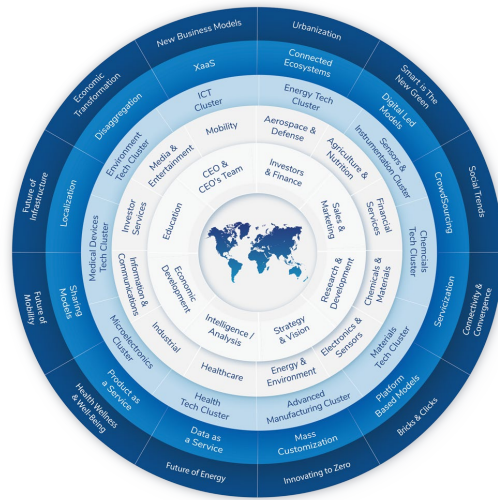 Urbanization
Smart is The
New Green
Social Trends
Connectivity &
Convergence
Bricks & Clicks
Innovating to Zero
Future of Energy
Health Wellness
& Well-Being
Future of
Mobility
Future of
Infrastructure
Economic
Transformation
New Business Models
Connected
Ecosystems
Digital Led
Models
CrowdSourcing
Servicization
Platform
Based Models
Mass
Customization
Data as
a Service
Product as
a Service
Sharing
Models
Localization
Disaggregation
XaaS
Energy Tech
Cluster
Sensors &
Instrumentation Cluster
Chemcials
Tech Cluster
Materials
Tech Cluster
Advanced
Manufacturing Cluster
Health
Tech Cluster
Microelectronics
Cluster
Medical Devices
Tech Cluster
Environment
Tech Cluster
ICT
Cluster
Aerospace &
Defense
Agriculture &
Nutrition
Financial
Services
Chemicals &
Materials
Electronics &
Sensors
Energy &
Environment
Healthcare
Industrial
Information &
Communications
Investor
Services
Media &
Entertainment
Mobility
Investors
& Finance
Sales &
Marketing
Research &
Development
Strategy
& Vision
Intelligence /
Analysis
Economic
Development
Education
CEO &
CEO's Team